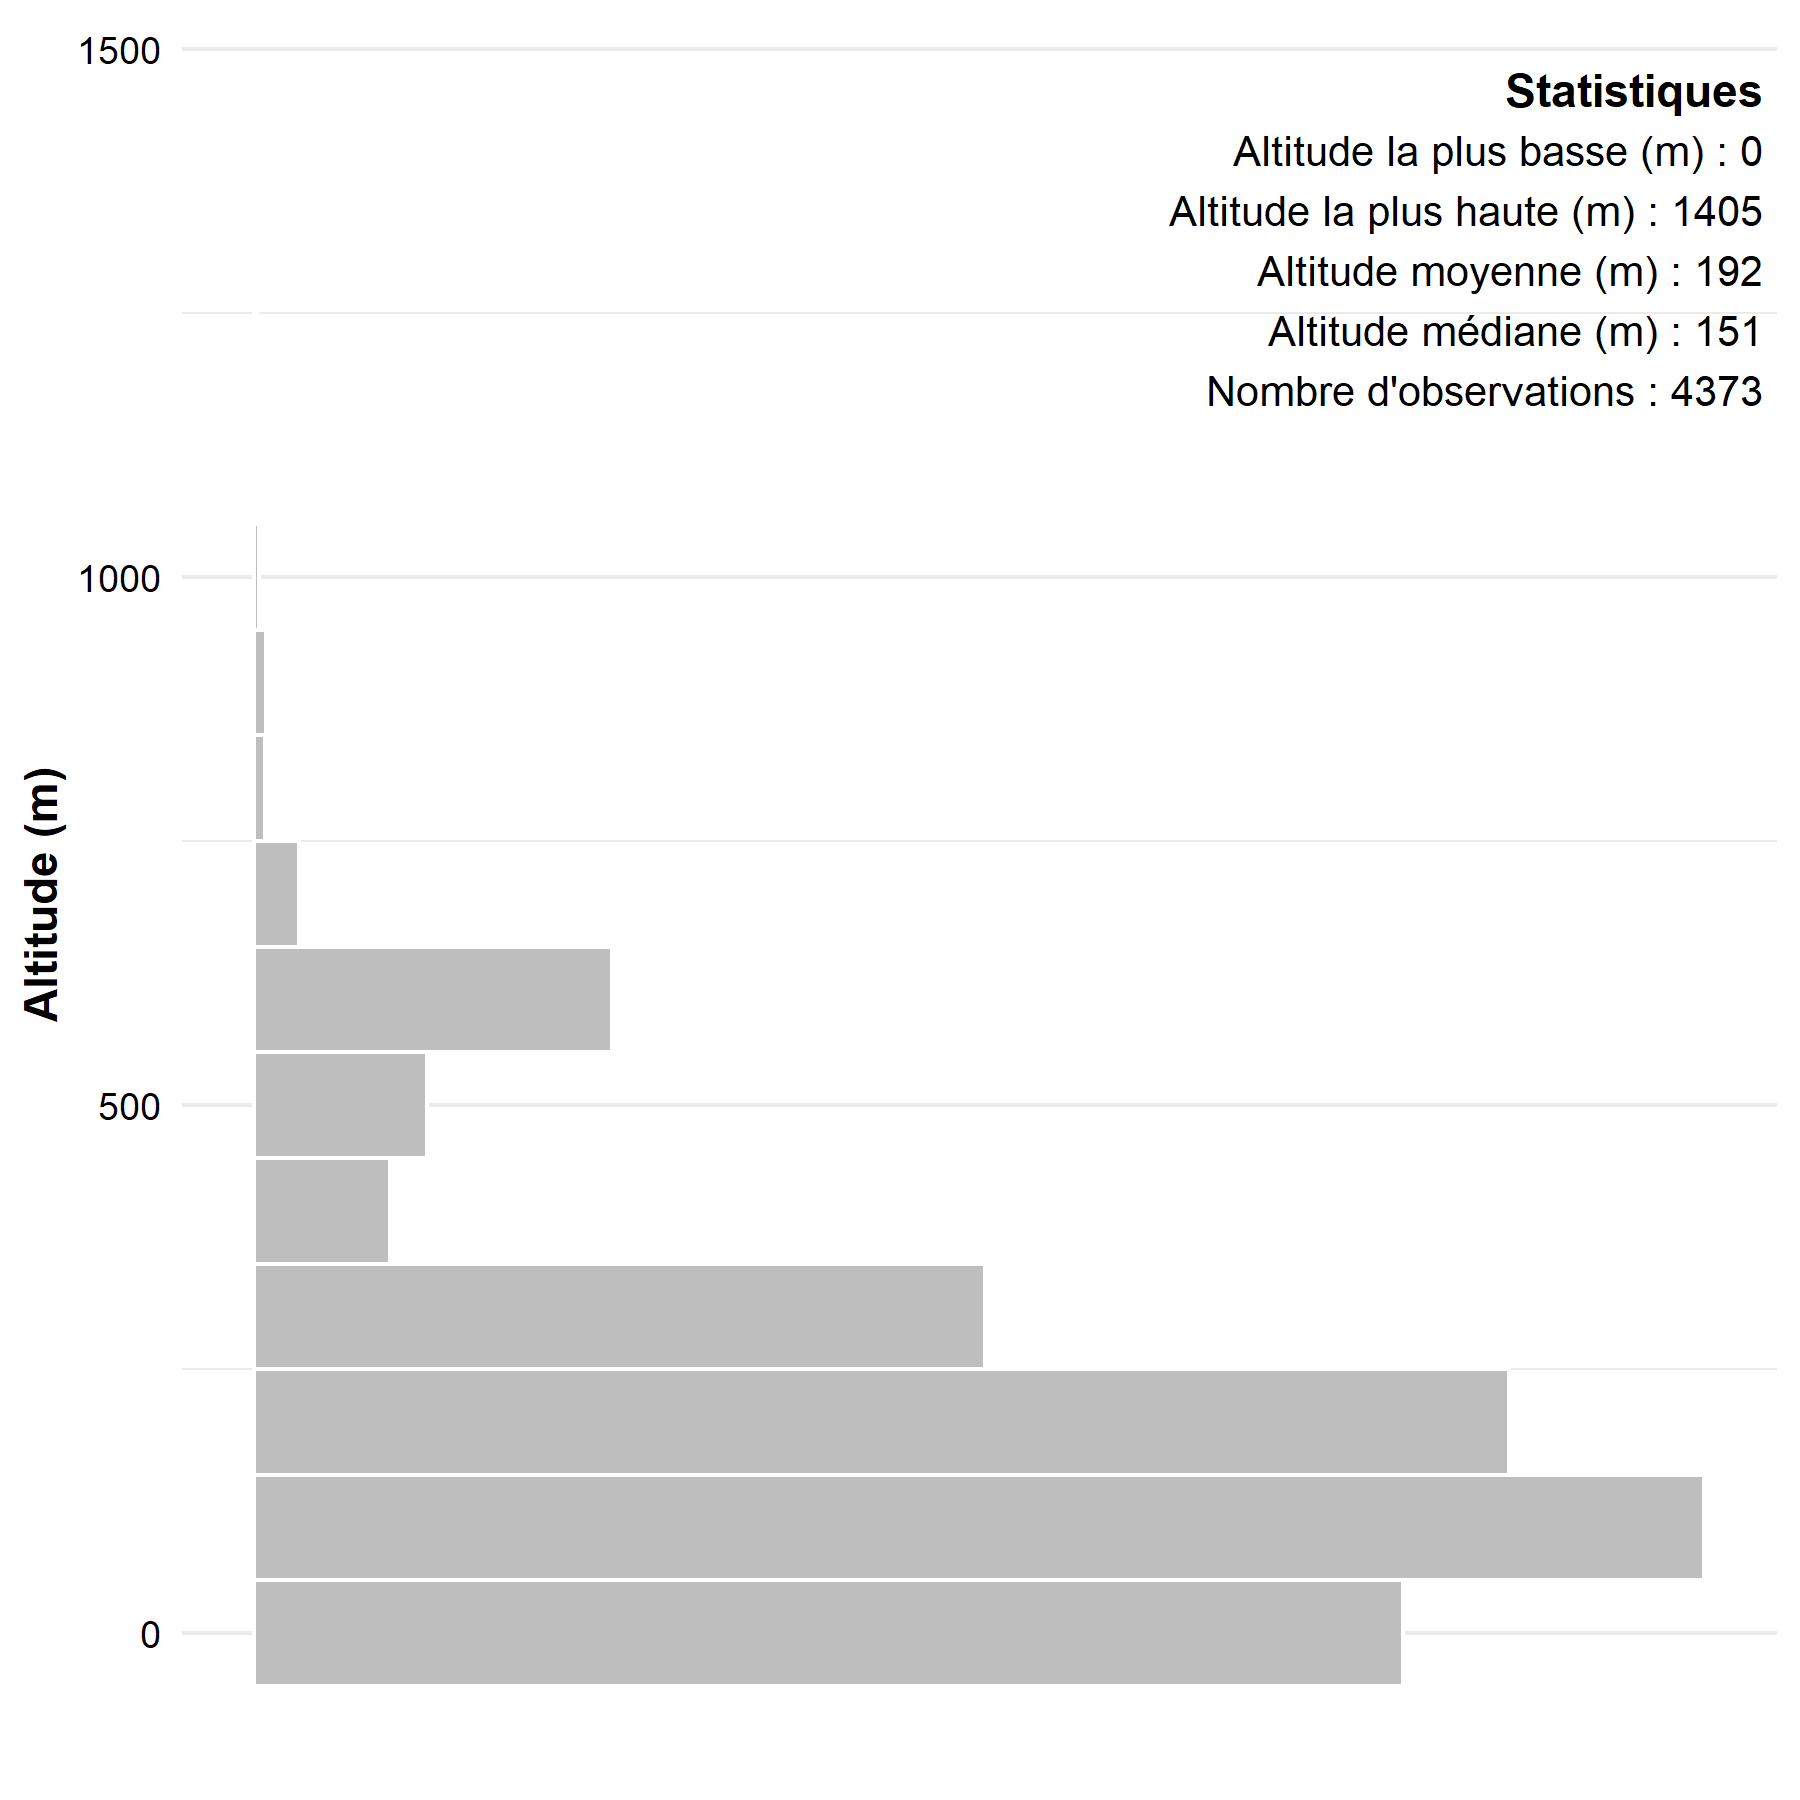 1500
Statistiques
Altitude la plus basse (m) : 0
Altitude la plus haute (m) : 1405
Altitude moyenne (m) : 192
Altitude médiane (m) : 151
Nombre d'observations : 4373
1000
Altitude (m)
500
0